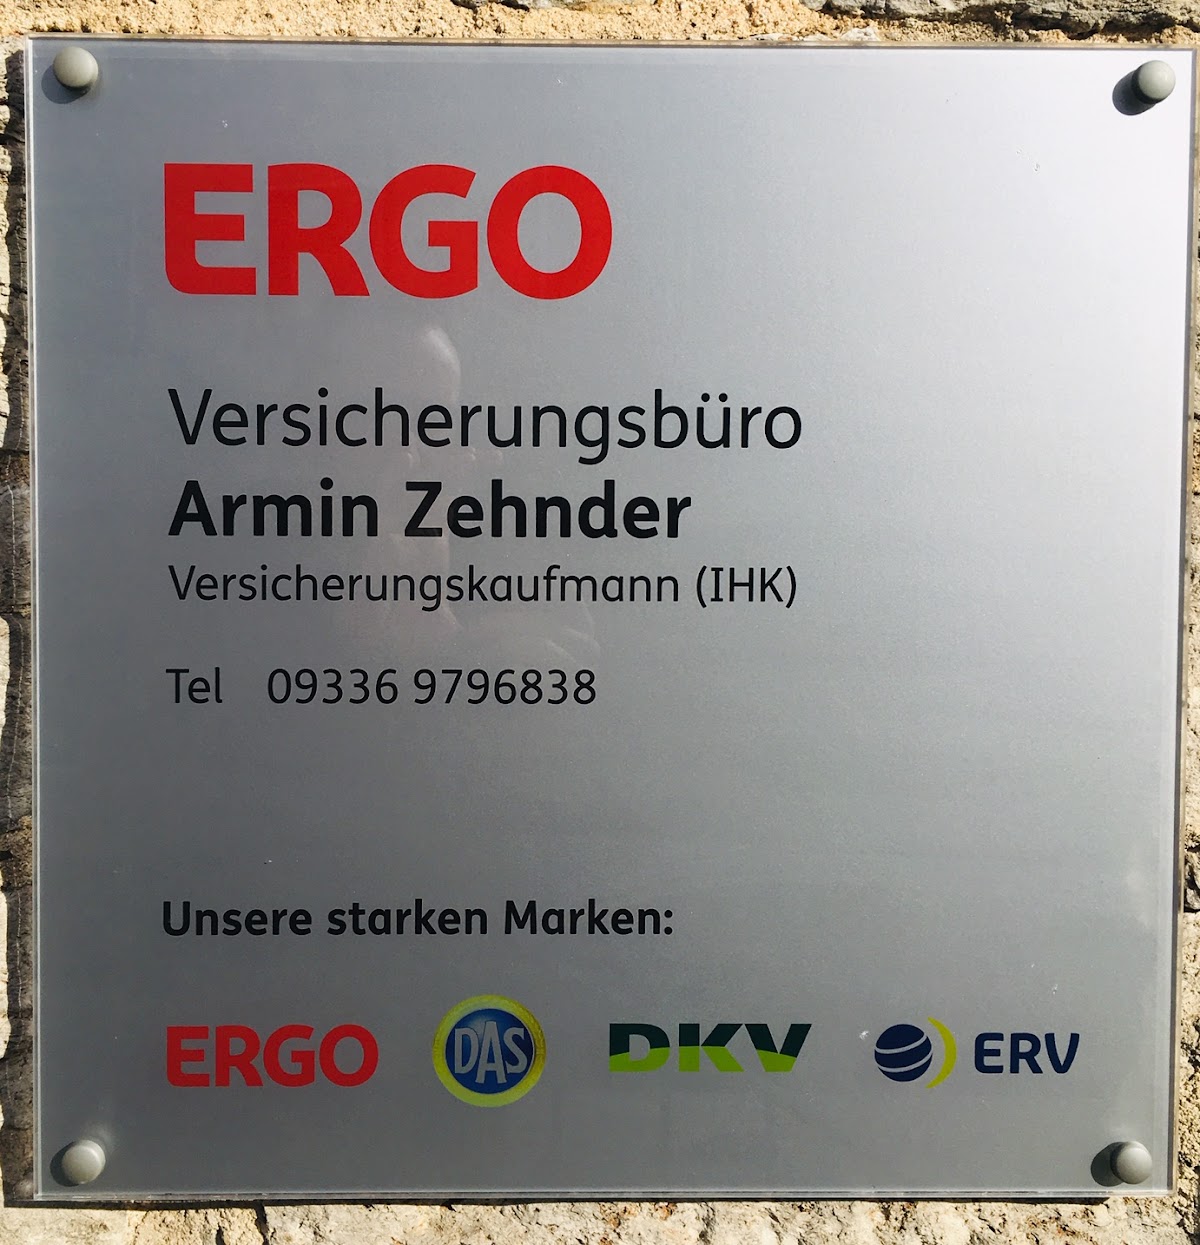 ERGO
Versicherungsbüro
Armin Zehnder
Versicherungskaufmann (IHK)
Tel 09336 9796838
Unsere starken Marken:
ERGO DAS DKV ERV